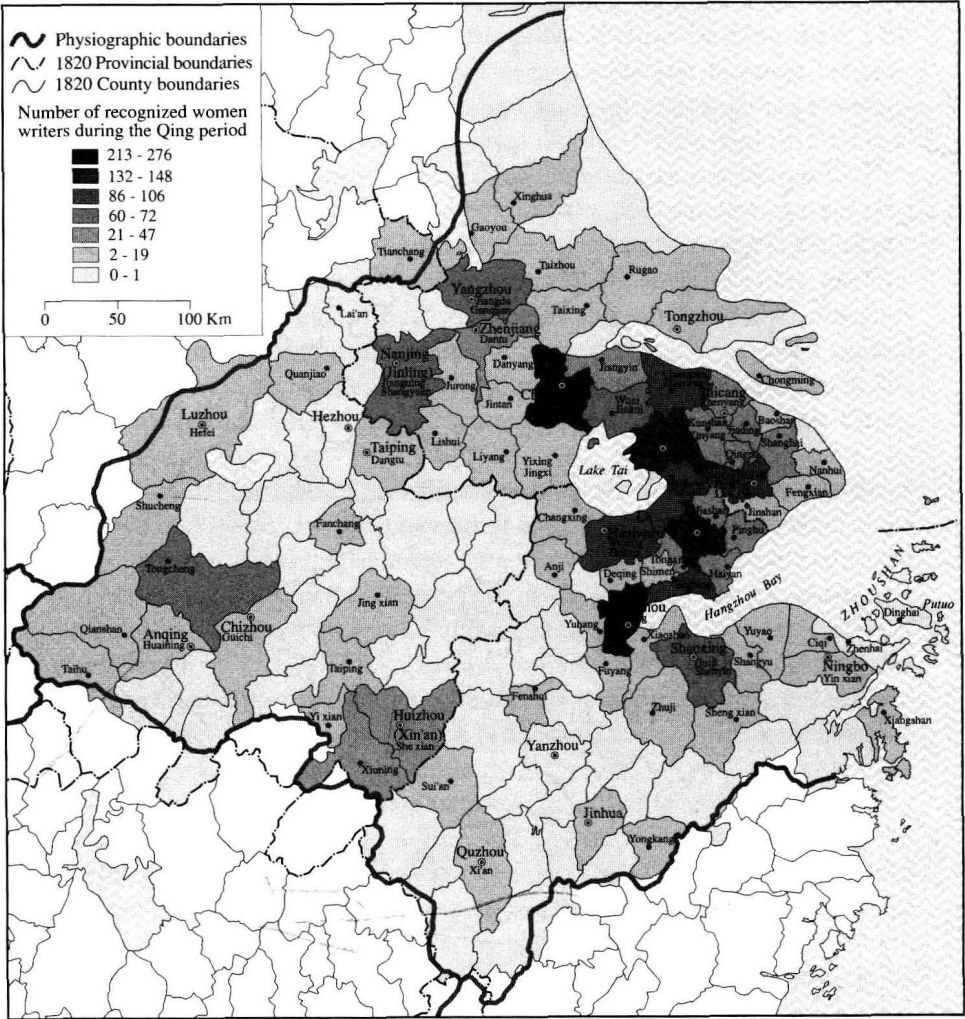 Physiographic boundaries
1820 Provincial boundaries
1820 County boundaries
Number of recognized women
writers during the Qing period
213 - 276
132 - 148
86 - 106
60 - 72
21 - 47
2 - 19
0 - 1
0 50 100 Km
Xinghua
Gaoyou
Tianchang
Taizhou
Rugao
Yangzhou
Jiangdu
Ganquan
Lai'an
Taixing
Tongzhou
Zhenjiang
Dantu
Nanjing
(Jinling)
Jiangning
Shangyuan
Danyang
Jiangyin
Quanjiao
Jurong
Chongming
Jintan
Wuxi
Jinkui
Baoshan
Luzhou
Hefei
Hezhou
Shanghai
Lishui
Taiping
Dangtu
Liyang
Yixing
Jingxi
Lake Tai
Nanhui
Fengxian
Shucheng
Jinshan
Changxing
Fanchang
Pinghu
Tongcheng
Anji
Deqing
Shimen
Haiyan
Jing xian
Hangzhou Bay
ZHOUSHAN
Putuo
Dinghai
Chizhou
Guichi
Qianshan
Anqing
Huaining
Yuhang
Xiaoshan
Yuyao
Ciqi
Zhenhai
Shaoxing
Shangyu
Ningbo
Yin xian
Taihu
Taiping
Fuyang
Fenshui
Zhuji
Sheng xian
Xiangshan
Yi xian
Huizhou
(Xin'an)
She xian
Yanzhou
Xiuning
Sui'an
Jinhua
Yongkang
Quzhou
Xi'an